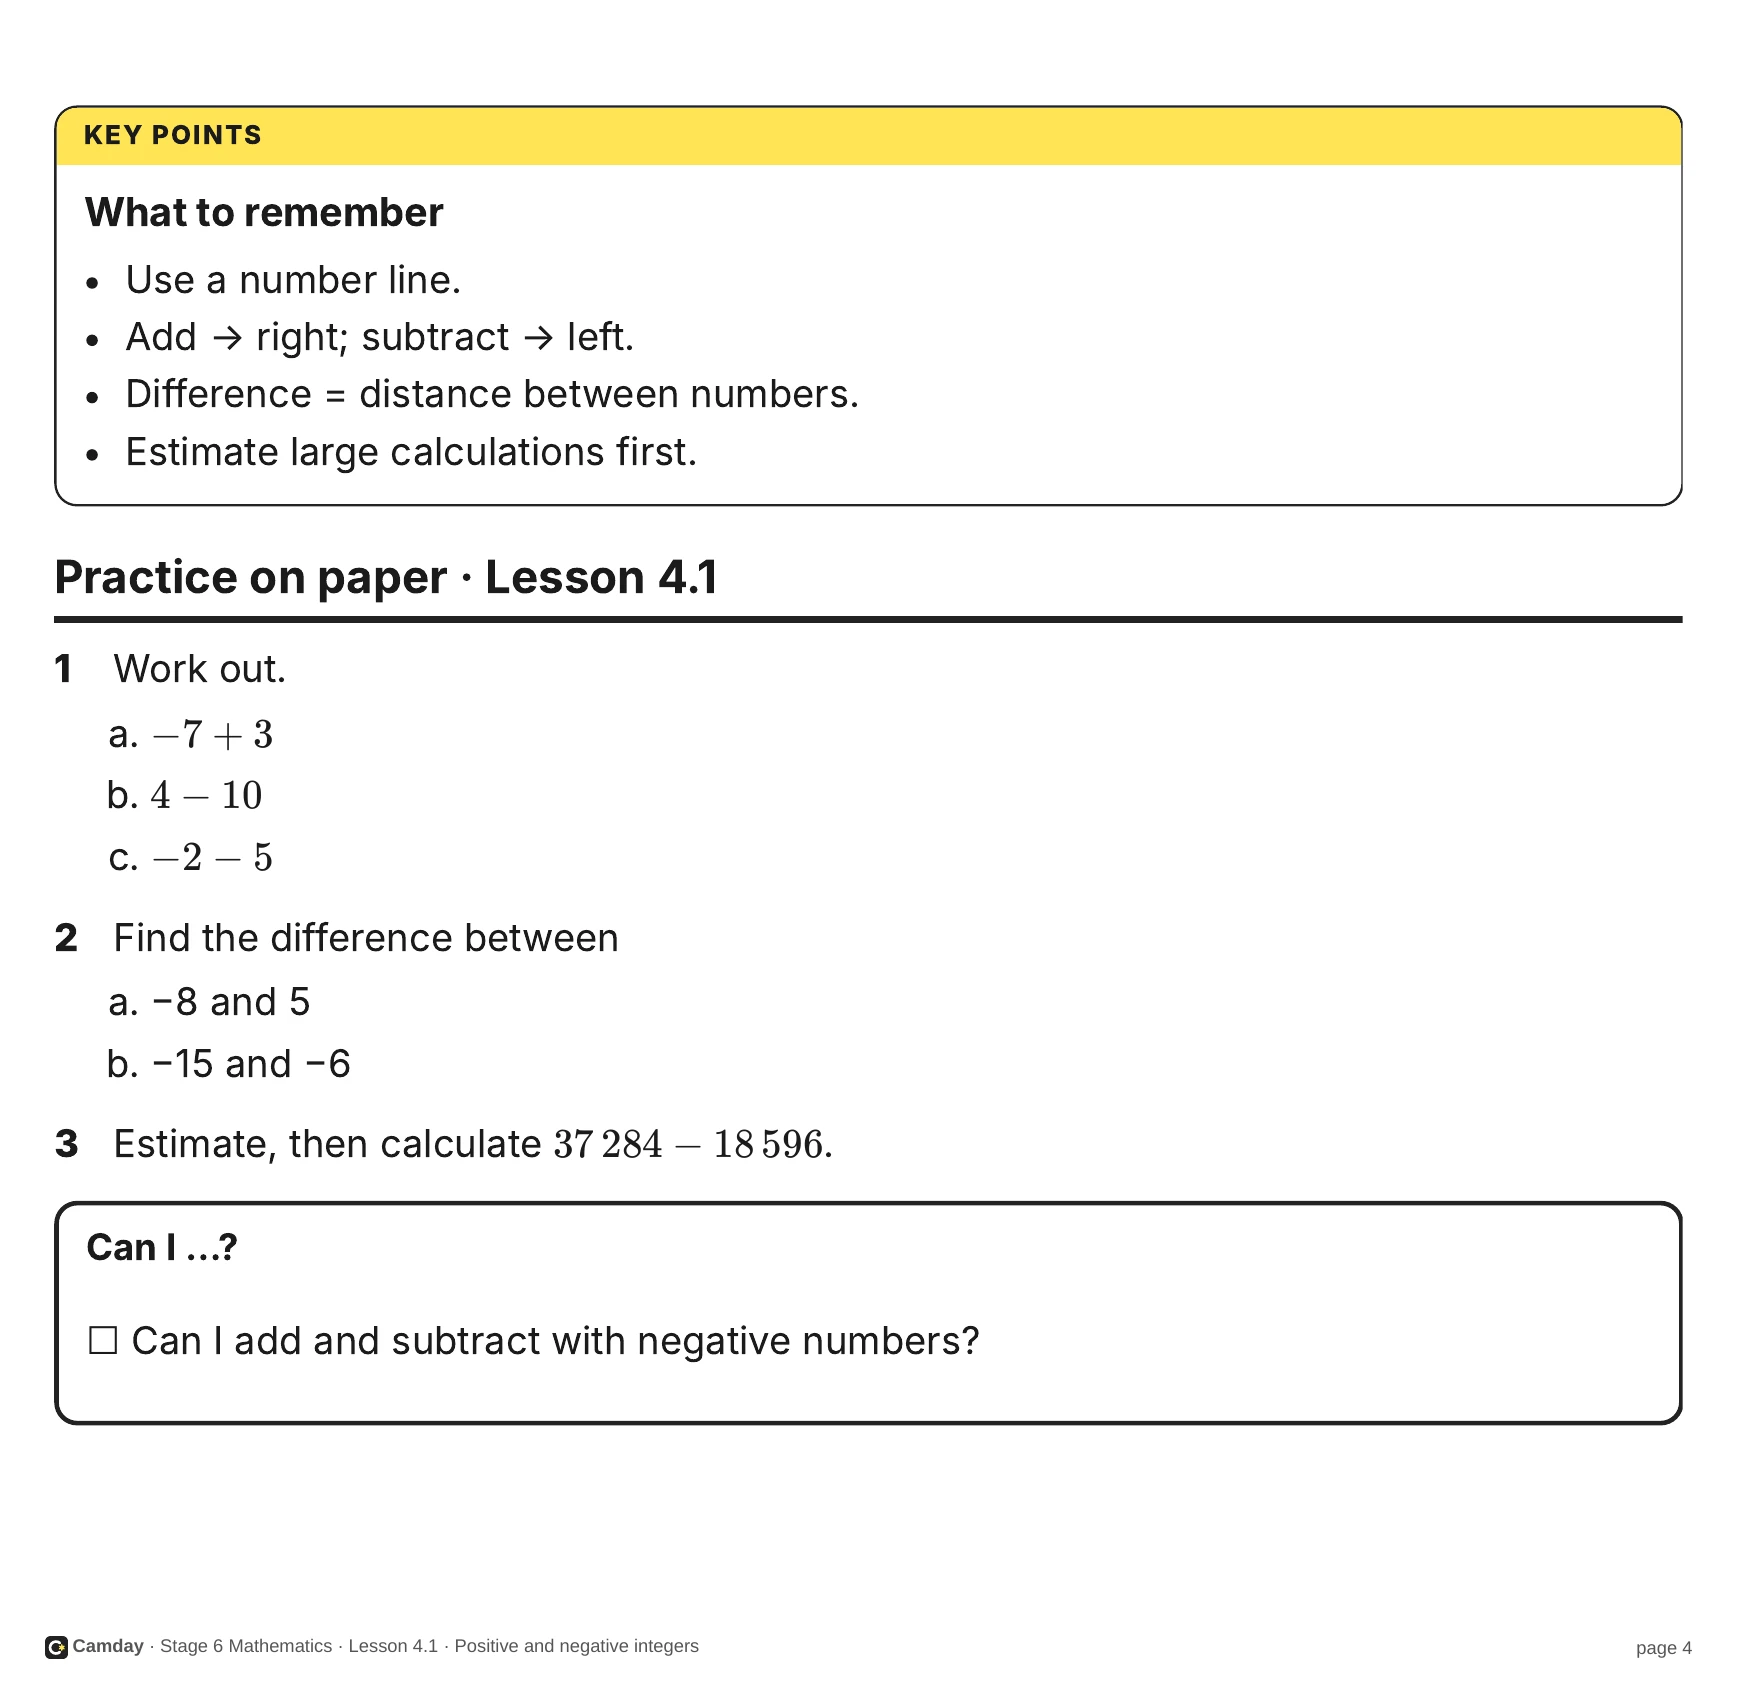 KEY POINTS
What to remember
• Use a number line.
• Add → right; subtract → left.
• Difference = distance between numbers.
• Estimate large calculations first.
Practice on paper · Lesson 4.1
1 Work out.
a. −7 + 3
b. 4 − 10
c. −2 − 5
2 Find the difference between
a. −8 and 5
b. −15 and −6
3 Estimate, then calculate 37 284 − 18 596.
Can I …?
☐ Can I add and subtract with negative numbers?
Camday · Stage 6 Mathematics · Lesson 4.1 · Positive and negative integers
page 4